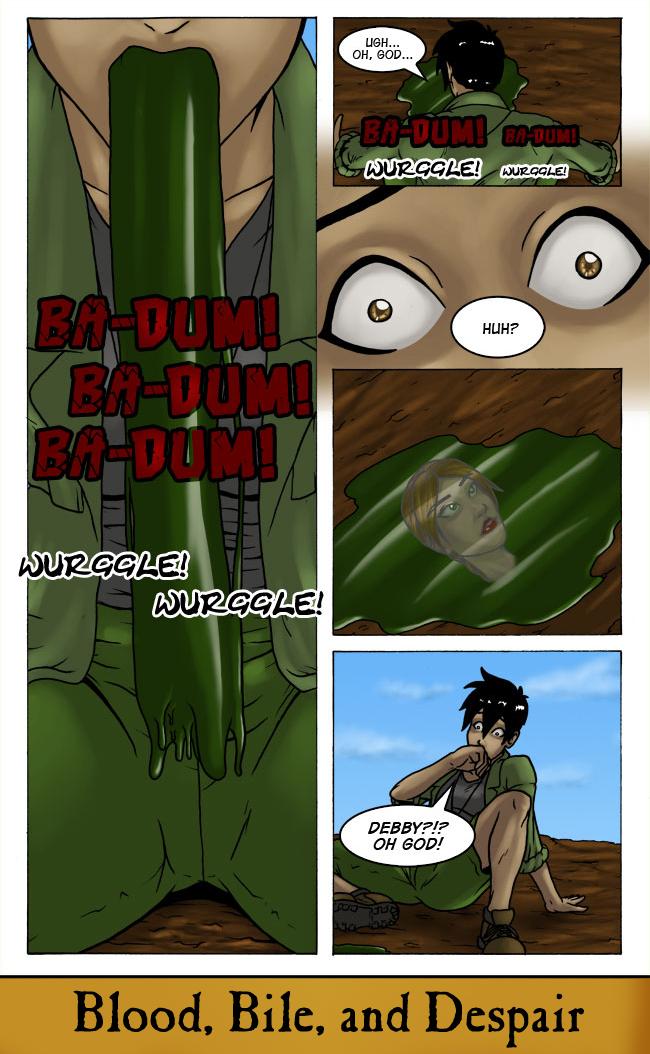 BA-DUM!
BA-DUM!
BA-DUM!
WURGGLE!
WURGGLE!
UGH...
OH, GOD...
BA-DUM! BA-DUM!
WURGGLE! WURGGLE!
HUH?
DEBBY?!?
OH GOD!
Blood, Bile, and Despair